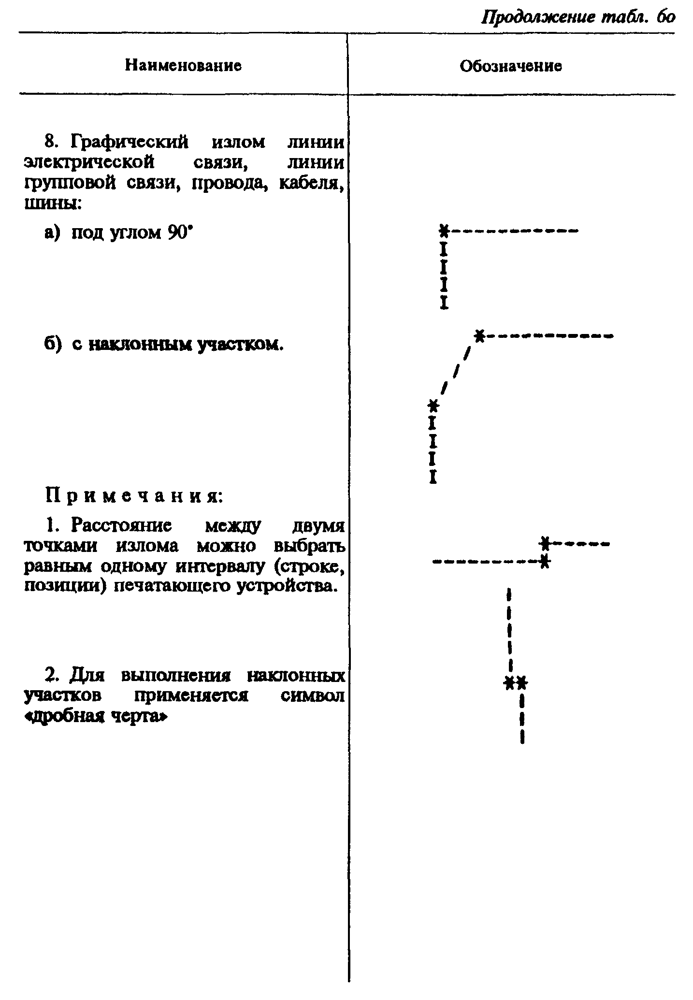 Продолжение табл. 6о
Наименование
Обозначение
8. Графический излом линии
электрической связи, линии
групповой связи, провода, кабеля,
шины:
а) под углом 90°
*-----------
I
I
I
I
б) с наклонным участком.
*-----------
/
/
/
*
I
I
I
I
Примечания:
1. Расстояние между двумя
точками излома можно выбрать
равным одному интервалу (строке,
позиции) печатающего устройства.
*-----
----------*
|
|
|
|
|
**
|
|
|
2. Для выполнения наклонных
участков применяется символ
«дробная черта»